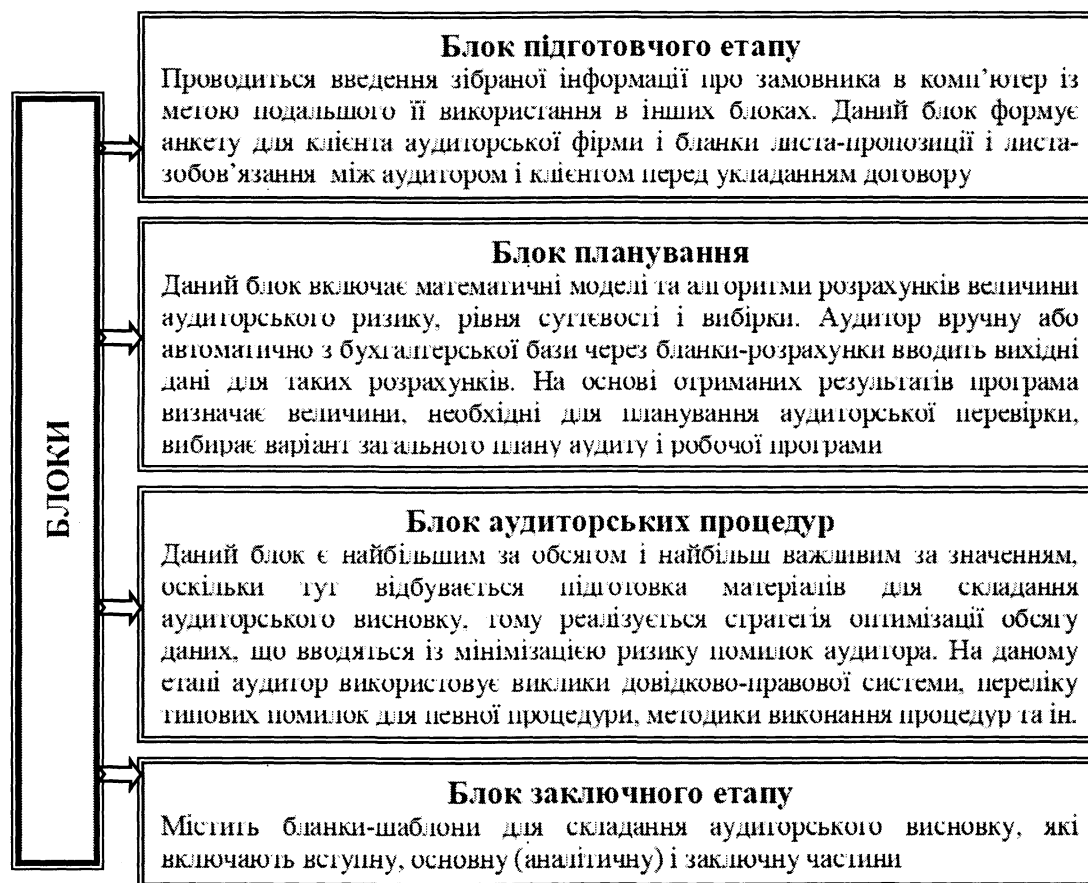 БЛОКИ
Блок підготовчого етапу
Проводиться введення зібраної інформації про замовника в комп’ютер із
метою подальшого її використання в інших блоках. Даний блок формує
анкету для клієнта аудиторської фірми і бланки листа-пропозиції і листа-
зобов’язання між аудитором і клієнтом перед укладанням договору
Блок планування
Даний блок включає математичні моделі та алгоритми розрахунків величини
аудиторського ризику, рівня суттєвості і вибірки. Аудитор вручну або
автоматично з бухгалтерської бази через бланки-розрахунки вводить вихідні
дані для таких розрахунків. На основі отриманих результатів програма
визначає величини, необхідні для планування аудиторської перевірки,
вибирає варіант загального плану аудиту і робочої програми
Блок аудиторських процедур
Даний блок є найбільшим за обсягом і найбільш важливим за значенням,
оскільки тут відбувається підготовка матеріалів для складання
аудиторського висновку, тому реалізується стратегія оптимізації обсягу
даних, що вводяться із мінімізацією ризику помилок аудитора. На даному
етапі аудитор використовує виклики довідково-правової системи, переліку
типових помилок для певної процедури, методики виконання процедур та ін.
Блок заключного етапу
Містить бланки-шаблони для складання аудиторського висновку, які
включають вступну, основну (аналітичну) і заключну частини